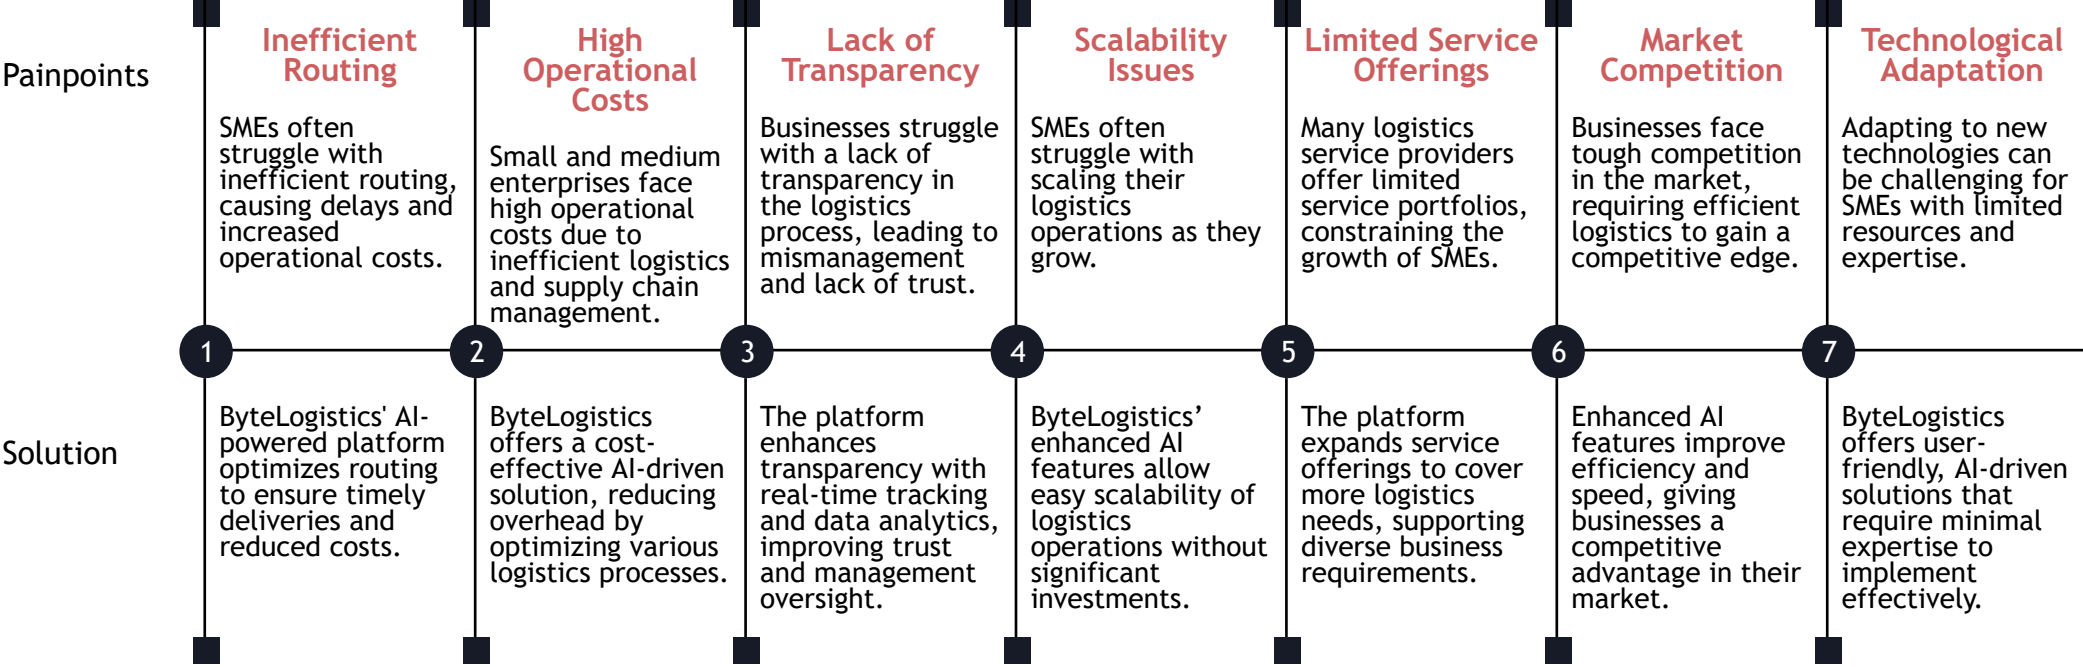 Painpoints
Inefficient
Routing
SMEs often
struggle with
inefficient routing,
causing delays and
increased
operational costs.
High
Operational
Costs
Small and medium
enterprises face
high operational
costs due to
inefficient logistics
and supply chain
management.
Lack of
Transparency
Businesses struggle
with a lack of
transparency in
the logistics
process, leading to
mismanagement
and lack of trust.
Scalability
Issues
SMEs often
struggle with
scaling their
logistics
operations as they
grow.
Limited Service
Offerings
Many logistics
service providers
offer limited
service portfolios,
constraining the
growth of SMEs.
Market
Competition
Businesses face
tough competition
in the market,
requiring efficient
logistics to gain a
competitive edge.
Technological
Adaptation
Adapting to new
technologies can
be challenging for
SMEs with limited
resources and
expertise.
1
2
3
4
5
6
7
Solution
ByteLogistics' AI-
powered platform
optimizes routing
to ensure timely
deliveries and
reduced costs.
ByteLogistics
offers a cost-
effective AI-driven
solution, reducing
overhead by
optimizing various
logistics processes.
The platform
enhances
transparency with
real-time tracking
and data analytics,
improving trust
and management
oversight.
ByteLogistics’
enhanced AI
features allow
easy scalability of
logistics
operations without
significant
investments.
The platform
expands service
offerings to cover
more logistics
needs, supporting
diverse business
requirements.
Enhanced AI
features improve
efficiency and
speed, giving
businesses a
competitive
advantage in their
market.
ByteLogistics
offers user-
friendly, AI-driven
solutions that
require minimal
expertise to
implement
effectively.